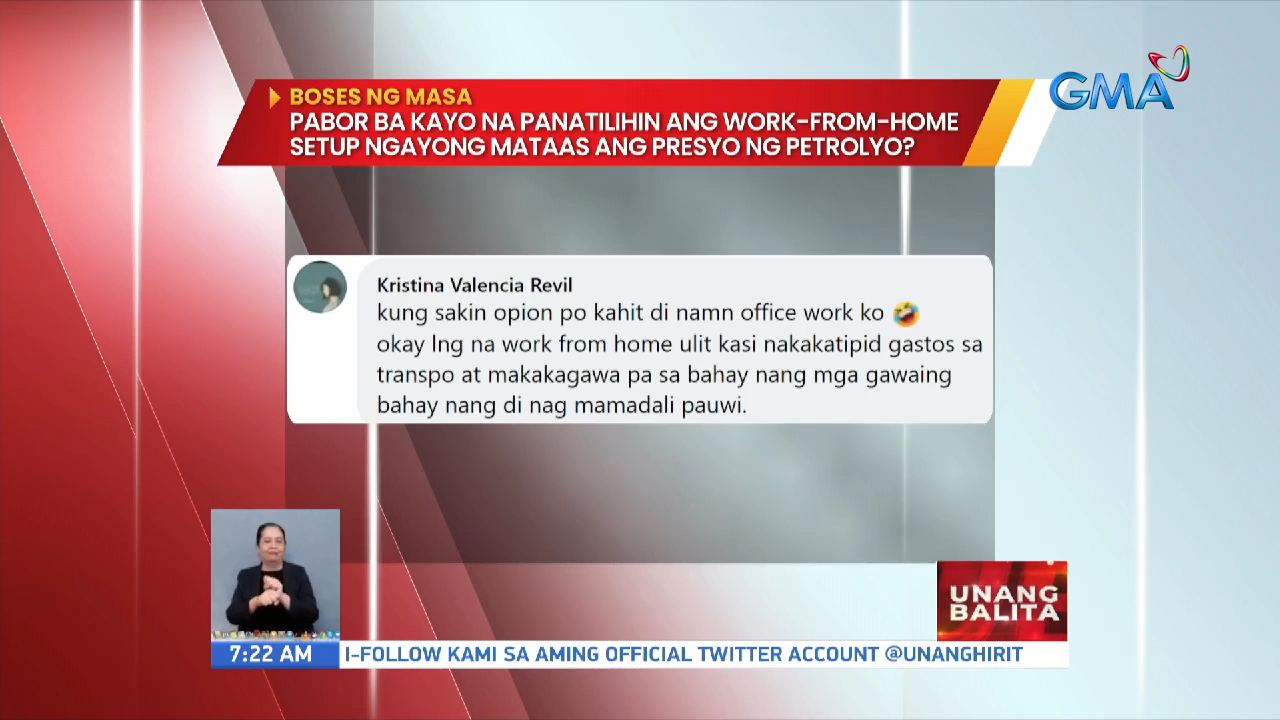 BOSES NG MASA
GMA
PABOR BA KAYO NA PANATILIHIN ANG WORK-FROM-HOME
SETUP NGAYONG MATAAS ANG PRESYO NG PETROLYO?
Kristina Valencia Revil
kung sakin opion po kahit di namn office work ko 🤣
okay lng na work from home ulit kasi nakakatipid gastos sa
transpo at makakagawa pa sa bahay nang mga gawaing
bahay nang di nag mamadali pauwi.
UNANG
BALITA
7:22 AM
I-FOLLOW KAMI SA AMING OFFICIAL TWITTER ACCOUNT @UNANGHIRIT